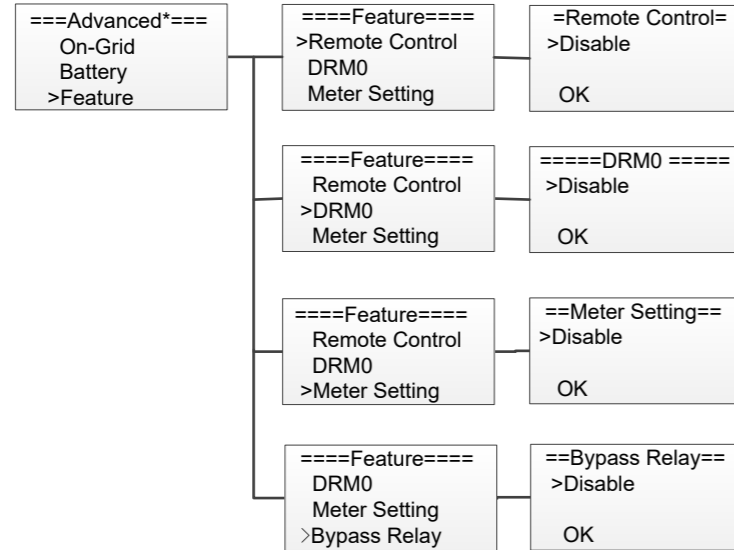 ===Advanced*===
On-Grid
Battery
>Feature
====Feature====
>Remote Control
DRM0
Meter Setting
=Remote Control=
>Disable
OK
====Feature====
Remote Control
>DRM0
Meter Setting
=====DRM0 =====
>Disable
OK
====Feature====
Remote Control
DRM0
>Meter Setting
==Meter Setting==
>Disable
OK
====Feature====
DRM0
Meter Setting
>Bypass Relay
==Bypass Relay==
>Disable
OK